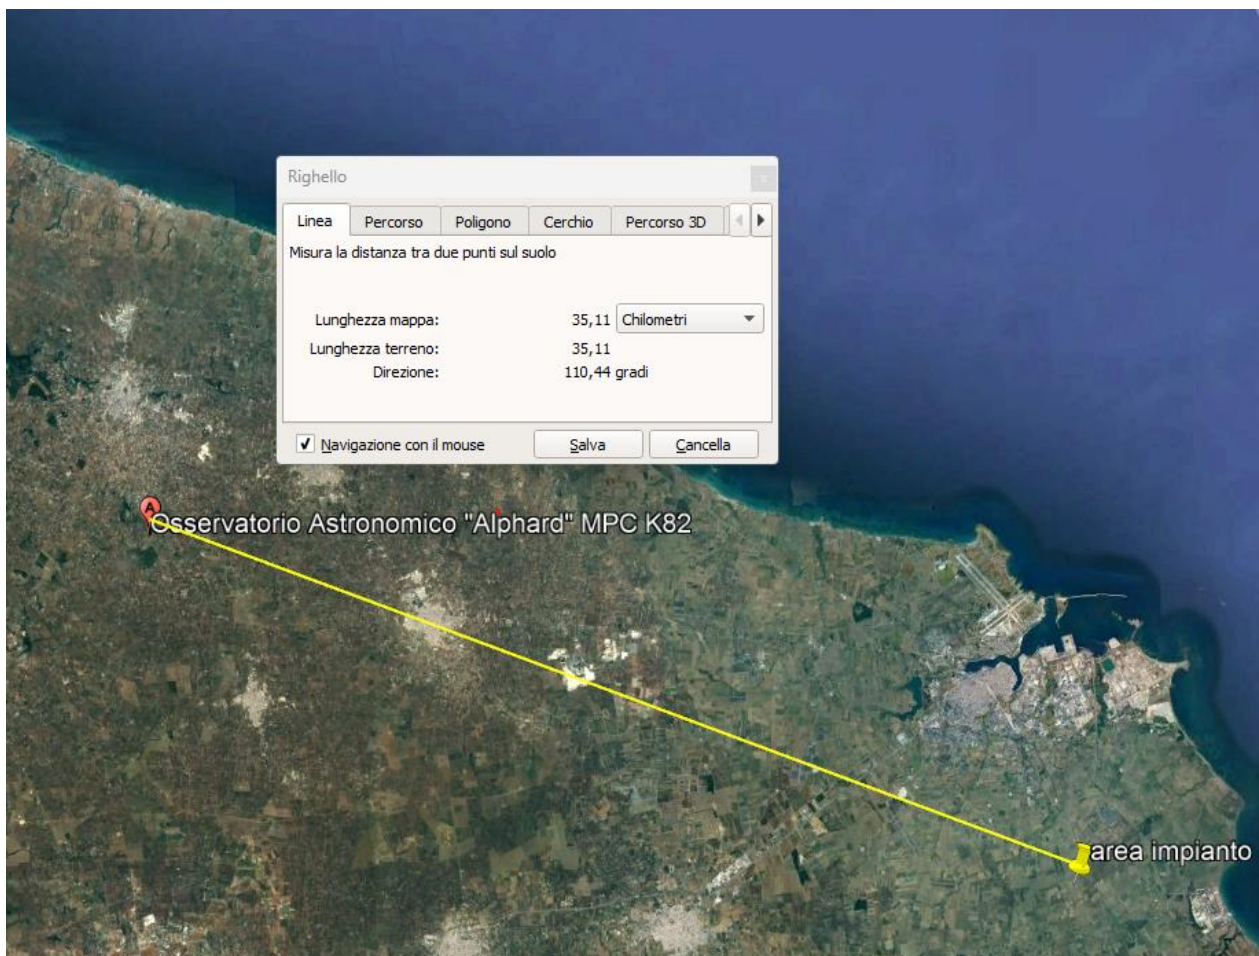 Righello
Linea Percorso Poligono Cerchio Percorso 3D
Misura la distanza tra due punti sul suolo
Lunghezza mappa: 35,11 Chilometri
Lunghezza terreno: 35,11
Direzione: 110,44 gradi
Navigazione con il mouse Salva Cancella
A
Osservatorio Astronomico "Alphard" MPC K82
area impianto